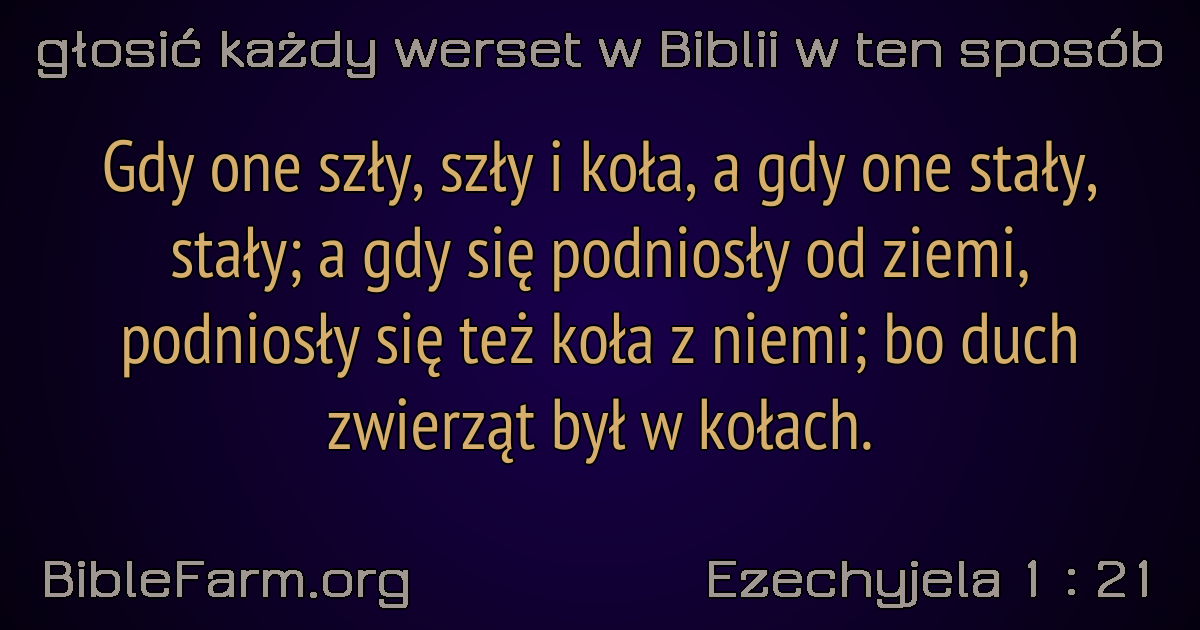 głosić każdy werset w Biblii w ten sposób
Gdy one szły, szły i koła, a gdy one stały,
stały; a gdy się podniosły od ziemi,
podniosły się też koła z niemi; bo duch
zwierząt był w kołach.
BibleFarm.org
Ezechyjela 1 : 21